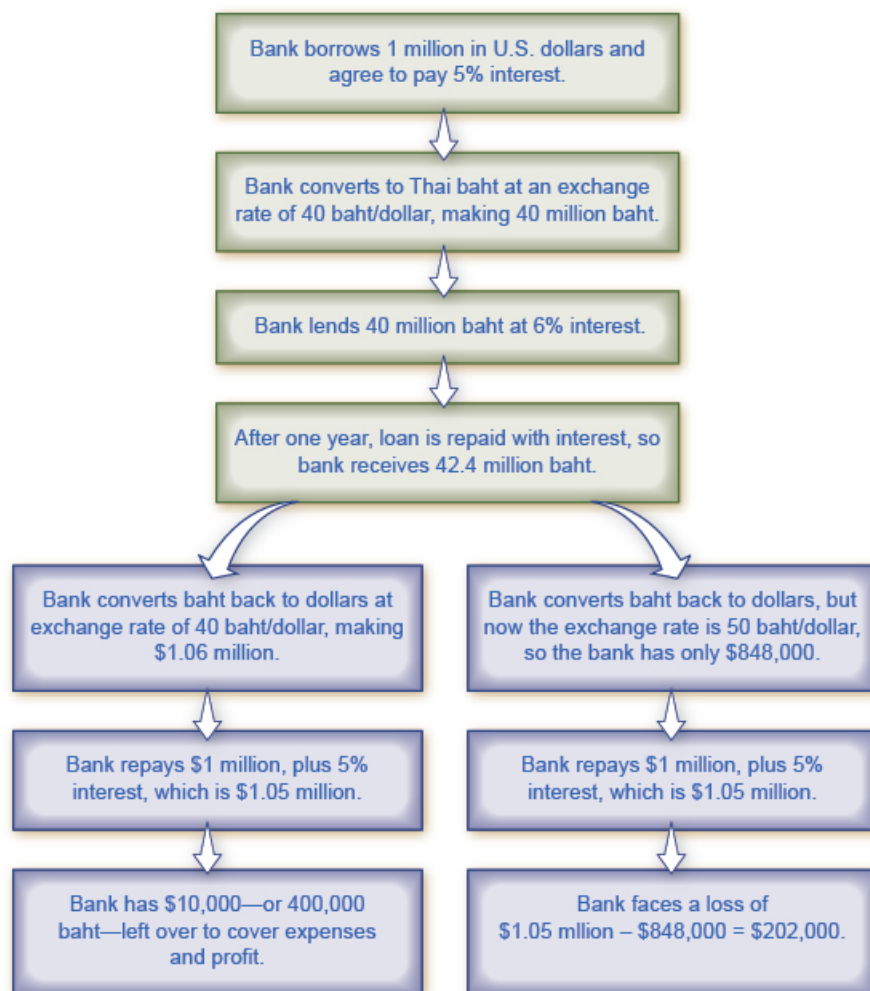 Bank borrows 1 million in U.S. dollars and
agree to pay 5% interest.
Bank converts to Thai baht at an exchange
rate of 40 baht/dollar, making 40 million baht.
Bank lends 40 million baht at 6% interest.
After one year, loan is repaid with interest, so
bank receives 42.4 million baht.
Bank converts baht back to dollars at
exchange rate of 40 baht/dollar, making
$1.06 million.
Bank repays $1 million, plus 5%
interest, which is $1.05 million.
Bank has $10,000—or 400,000
baht—left over to cover expenses
and profit.
Bank converts baht back to dollars, but
now the exchange rate is 50 baht/dollar,
so the bank has only $848,000.
Bank repays $1 million, plus 5%
interest, which is $1.05 million.
Bank faces a loss of
$1.05 mllion – $848,000 = $202,000.